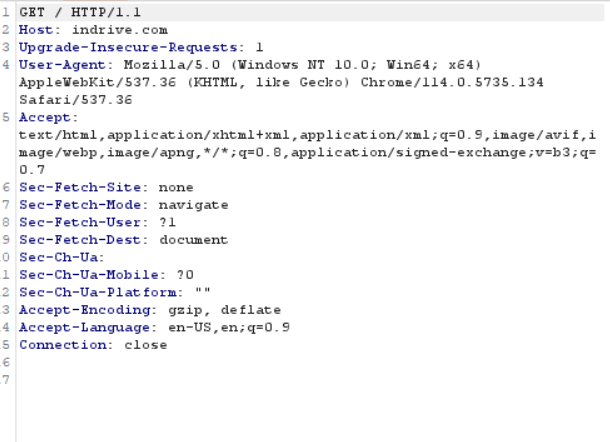 1 GET / HTTP/1.1
2 Host: indrive.com
3 Upgrade-Insecure-Requests: 1
4 User-Agent: Mozilla/5.0 (Windows NT 10.0; Win64; x64)
AppleWebKit/537.36 (KHTML, like Gecko) Chrome/114.0.5735.134
Safari/537.36
5 Accept:
text/html,application/xhtml+xml,application/xml;q=0.9,image/avif,i
mage/webp,image/apng,*/*;q=0.8,application/signed-exchange;v=b3;q=
0.7
6 Sec-Fetch-Site: none
7 Sec-Fetch-Mode: navigate
8 Sec-Fetch-User: ?1
9 Sec-Fetch-Dest: document
0 Sec-Ch-Ua:
1 Sec-Ch-Ua-Mobile: ?0
2 Sec-Ch-Ua-Platform: ""
3 Accept-Encoding: gzip, deflate
4 Accept-Language: en-US,en;q=0.9
5 Connection: close
6
7